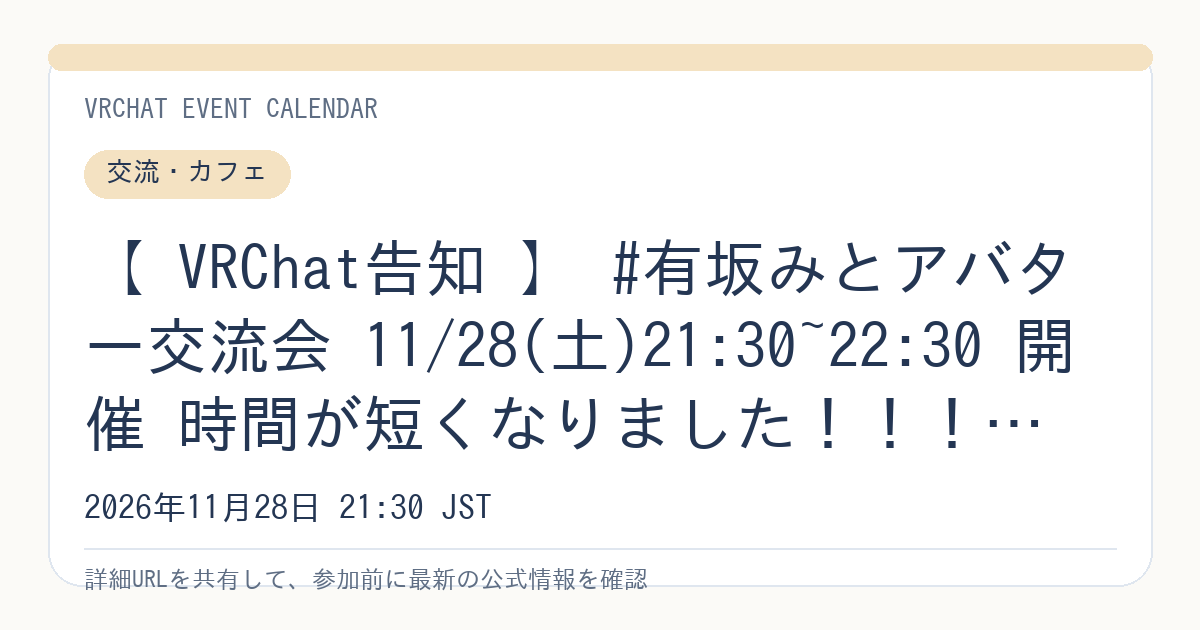 VRCHAT EVENT CALENDAR
交流・カフェ
【 VRChat告知 】 #有坂みとアバタ
ー交流会 11/28(土)21:30~22:30 開
催 時間が短くなりました！！！…
2026年11月28日 21:30 JST
詳細URLを共有して、参加前に最新の公式情報を確認